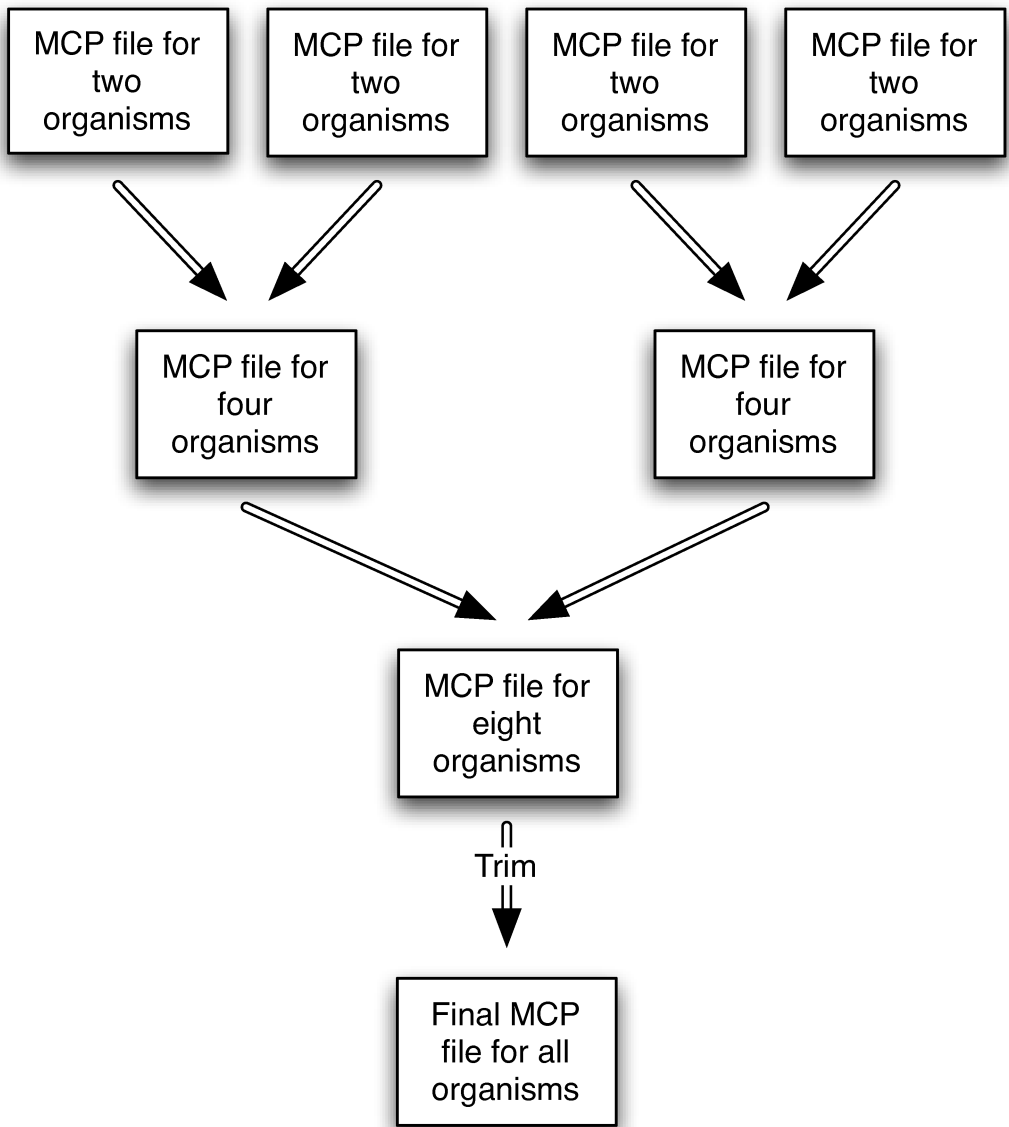 MCP file for
two
organisms
MCP file for
two
organisms
MCP file for
two
organisms
MCP file for
two
organisms
MCP file for
four
organisms
MCP file for
four
organisms
MCP file for
eight
organisms
Trim
Final MCP
file for all
organisms